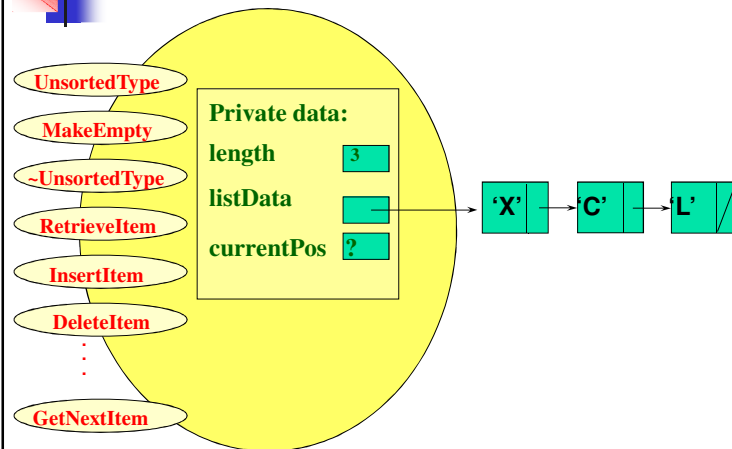 UnsortedType
MakeEmpty
~UnsortedType
RetrieveItem
InsertItem
DeleteItem
.
.
.
GetNextItem
Private data:
length 3
listData
currentPos ?
‘X’ ‘C’ ‘L’